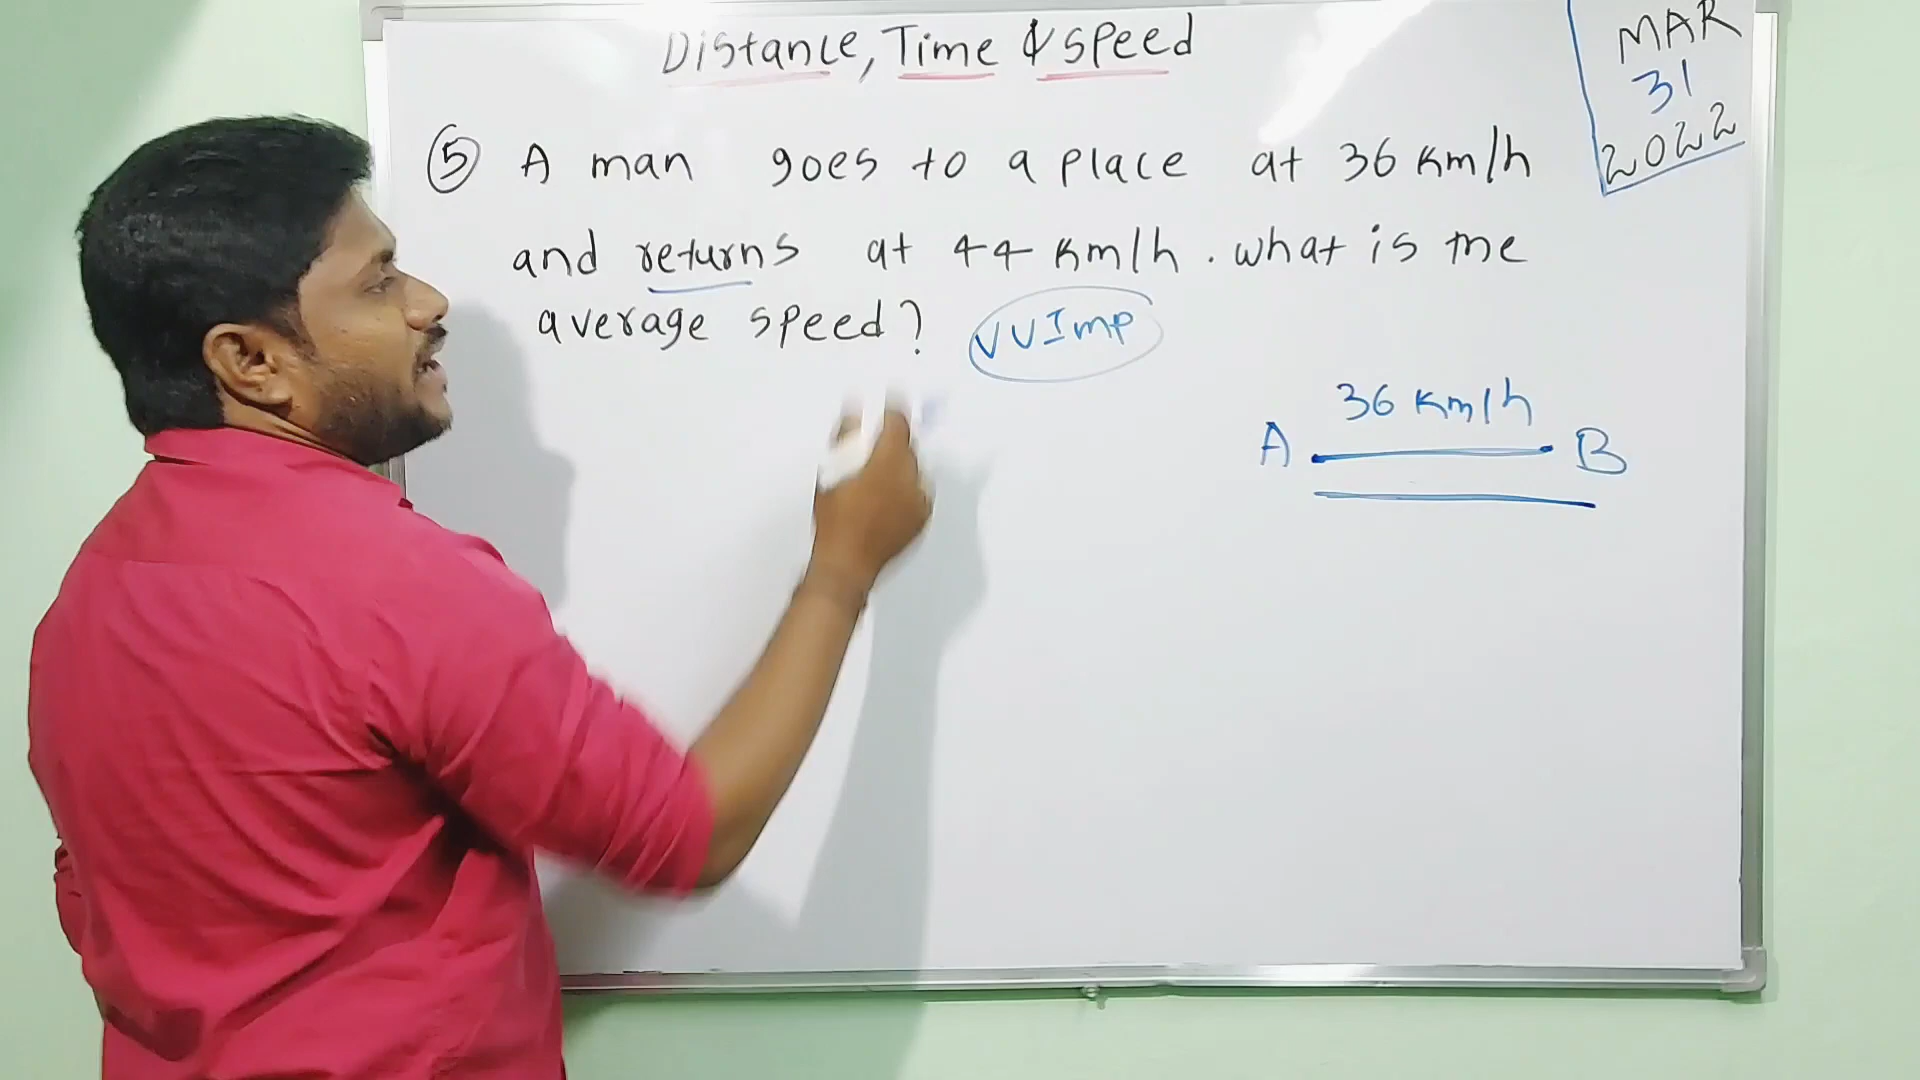 Distance, Time & speed
MAR
31
2022
⑤ A man goes to a place at 36 Km/h
and returns at 44 Km/h. what is the
average speed? VVImp
36 Km/h
A B